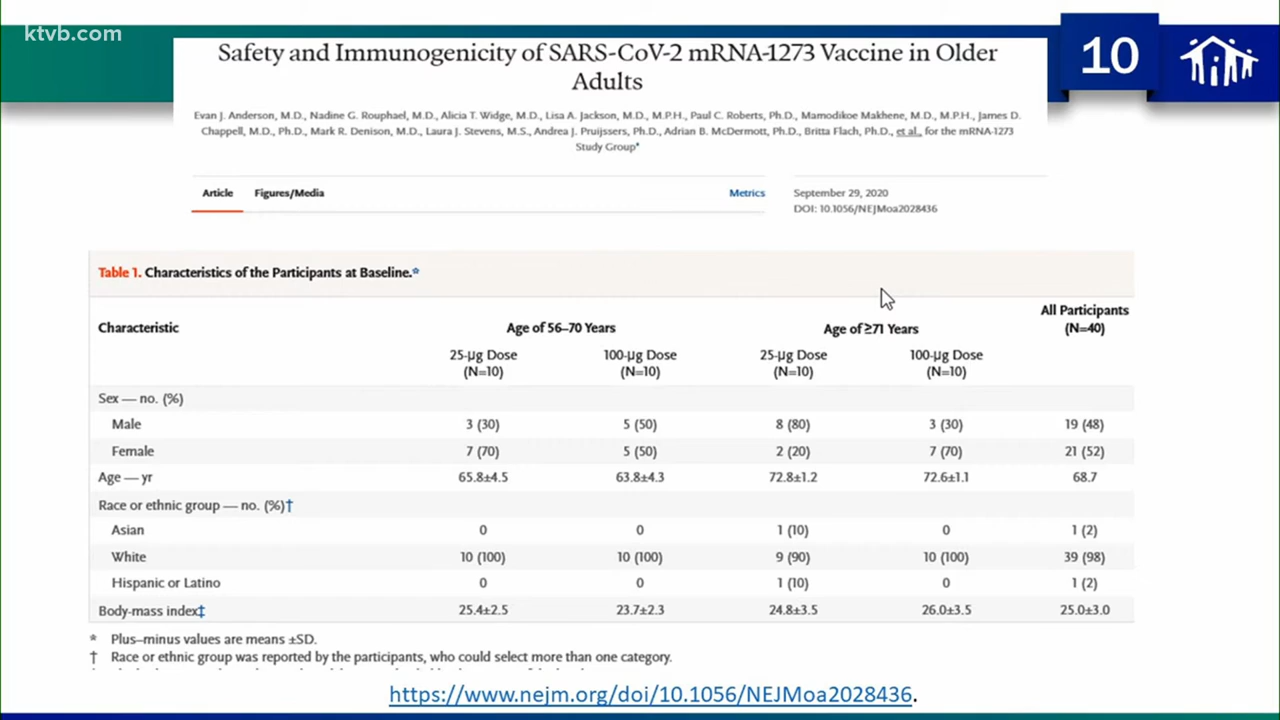 ktvb.com
10
Safety and Immunogenicity of SARS-CoV-2 mRNA-1273 Vaccine in Older
Adults
Evan J. Anderson, M.D., Nadine G. Rouphael, M.D., Alicia T. Widge, M.D., Lisa A. Jackson, M.D., M.P.H., Paul C. Roberts, Ph.D., Mamodikoe Makhene, M.D., M.P.H., James D.
Chappell, M.D., Ph.D., Mark R. Denison, M.D., Laura J. Stevens, M.S., Andrea J. Pruijssers, Ph.D., Adrian B. McDermott, Ph.D., Britta Flach, Ph.D., et al., for the mRNA-1273
Study Group*
Article Figures/Media Metrics September 29, 2020
DOI: 10.1056/NEJMoa2028436
Table 1. Characteristics of the Participants at Baseline.*
Characteristic Age of 56–70 Years Age of ≥71 Years All Participants
(N=40)
25-μg Dose
(N=10) 100-μg Dose
(N=10) 25-μg Dose
(N=10) 100-μg Dose
(N=10)
Sex — no. (%)
Male 3 (30) 5 (50) 8 (80) 3 (30) 19 (48)
Female 7 (70) 5 (50) 2 (20) 7 (70) 21 (52)
Age — yr 65.8±4.5 63.8±4.3 72.8±1.2 72.6±1.1 68.7
Race or ethnic group — no. (%)†
Asian 0 0 1 (10) 0 1 (2)
White 10 (100) 10 (100) 9 (90) 10 (100) 39 (98)
Hispanic or Latino 0 0 1 (10) 0 1 (2)
Body-mass index‡ 25.4±2.5 23.7±2.3 24.8±3.5 26.0±3.5 25.0±3.0
* Plus–minus values are means ±SD.
† Race or ethnic group was reported by the participants, who could select more than one category.
https://www.nejm.org/doi/10.1056/NEJMoa2028436.